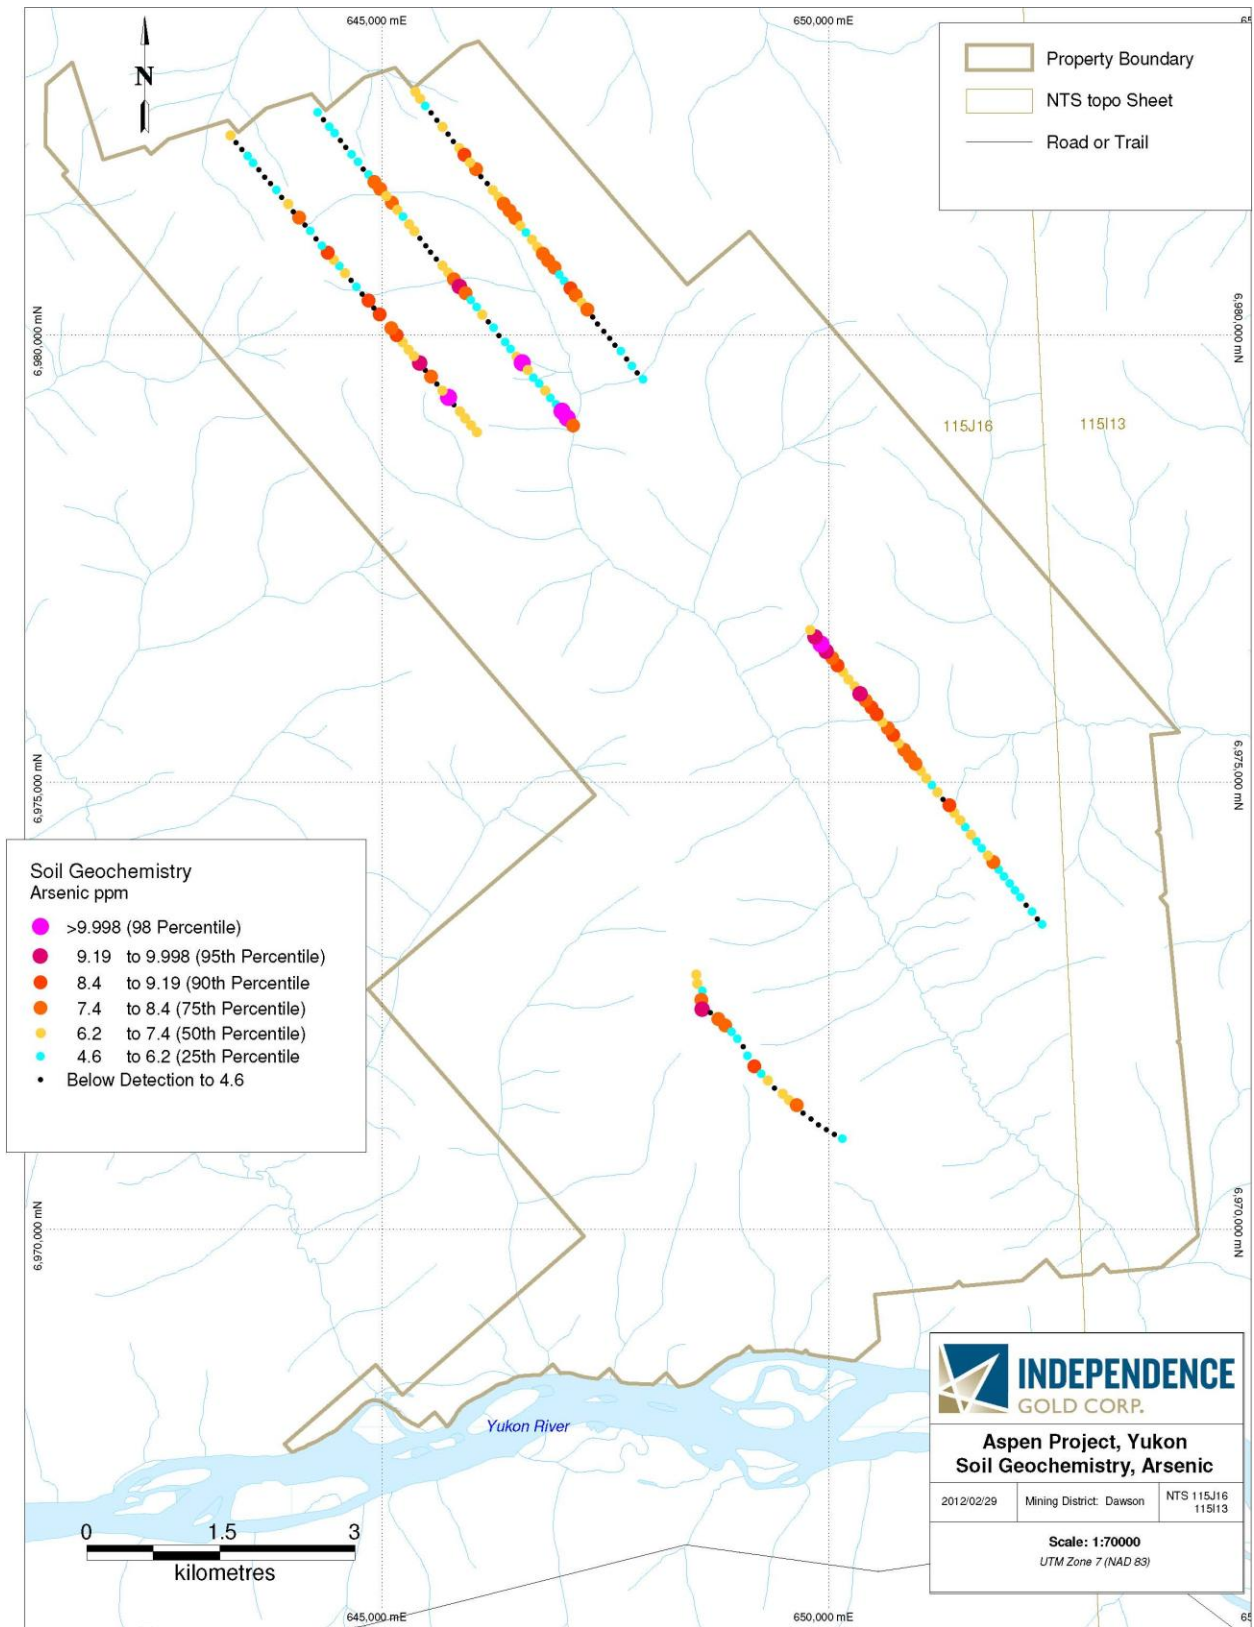 645,000 mE
650,000 mE
65
N
Property Boundary
NTS topo Sheet
Road or Trail
6,980,000 mN
6,980,000 mN
115J16
115I13
6,975,000 mN
6,975,000 mN
Soil Geochemistry
Arsenic ppm
>9.998 (98 Percentile)
9.19 to 9.998 (95th Percentile)
8.4 to 9.19 (90th Percentile
7.4 to 8.4 (75th Percentile)
6.2 to 7.4 (50th Percentile)
4.6 to 6.2 (25th Percentile
Below Detection to 4.6
6,970,000 mN
6,970,000 mN
Yukon River
INDEPENDENCE
GOLD CORP.
Aspen Project, Yukon
Soil Geochemistry, Arsenic
2012/02/29
Mining District: Dawson
NTS 115J16
115I13
Scale: 1:70000
UTM Zone 7 (NAD 83)
0 1.5 3
kilometres
645,000 mE
650,000 mE
65